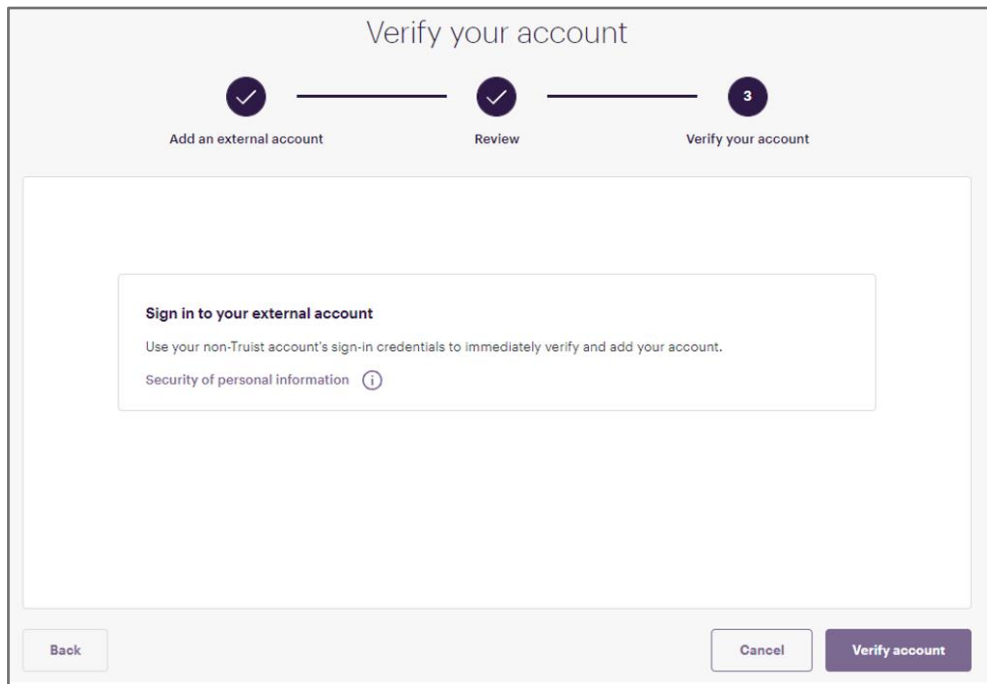 Verify your account
3
Add an external account
Review
Verify your account
Sign in to your external account
Use your non-Truist account's sign-in credentials to immediately verify and add your account.
Security of personal information i
Back
Cancel
Verify account